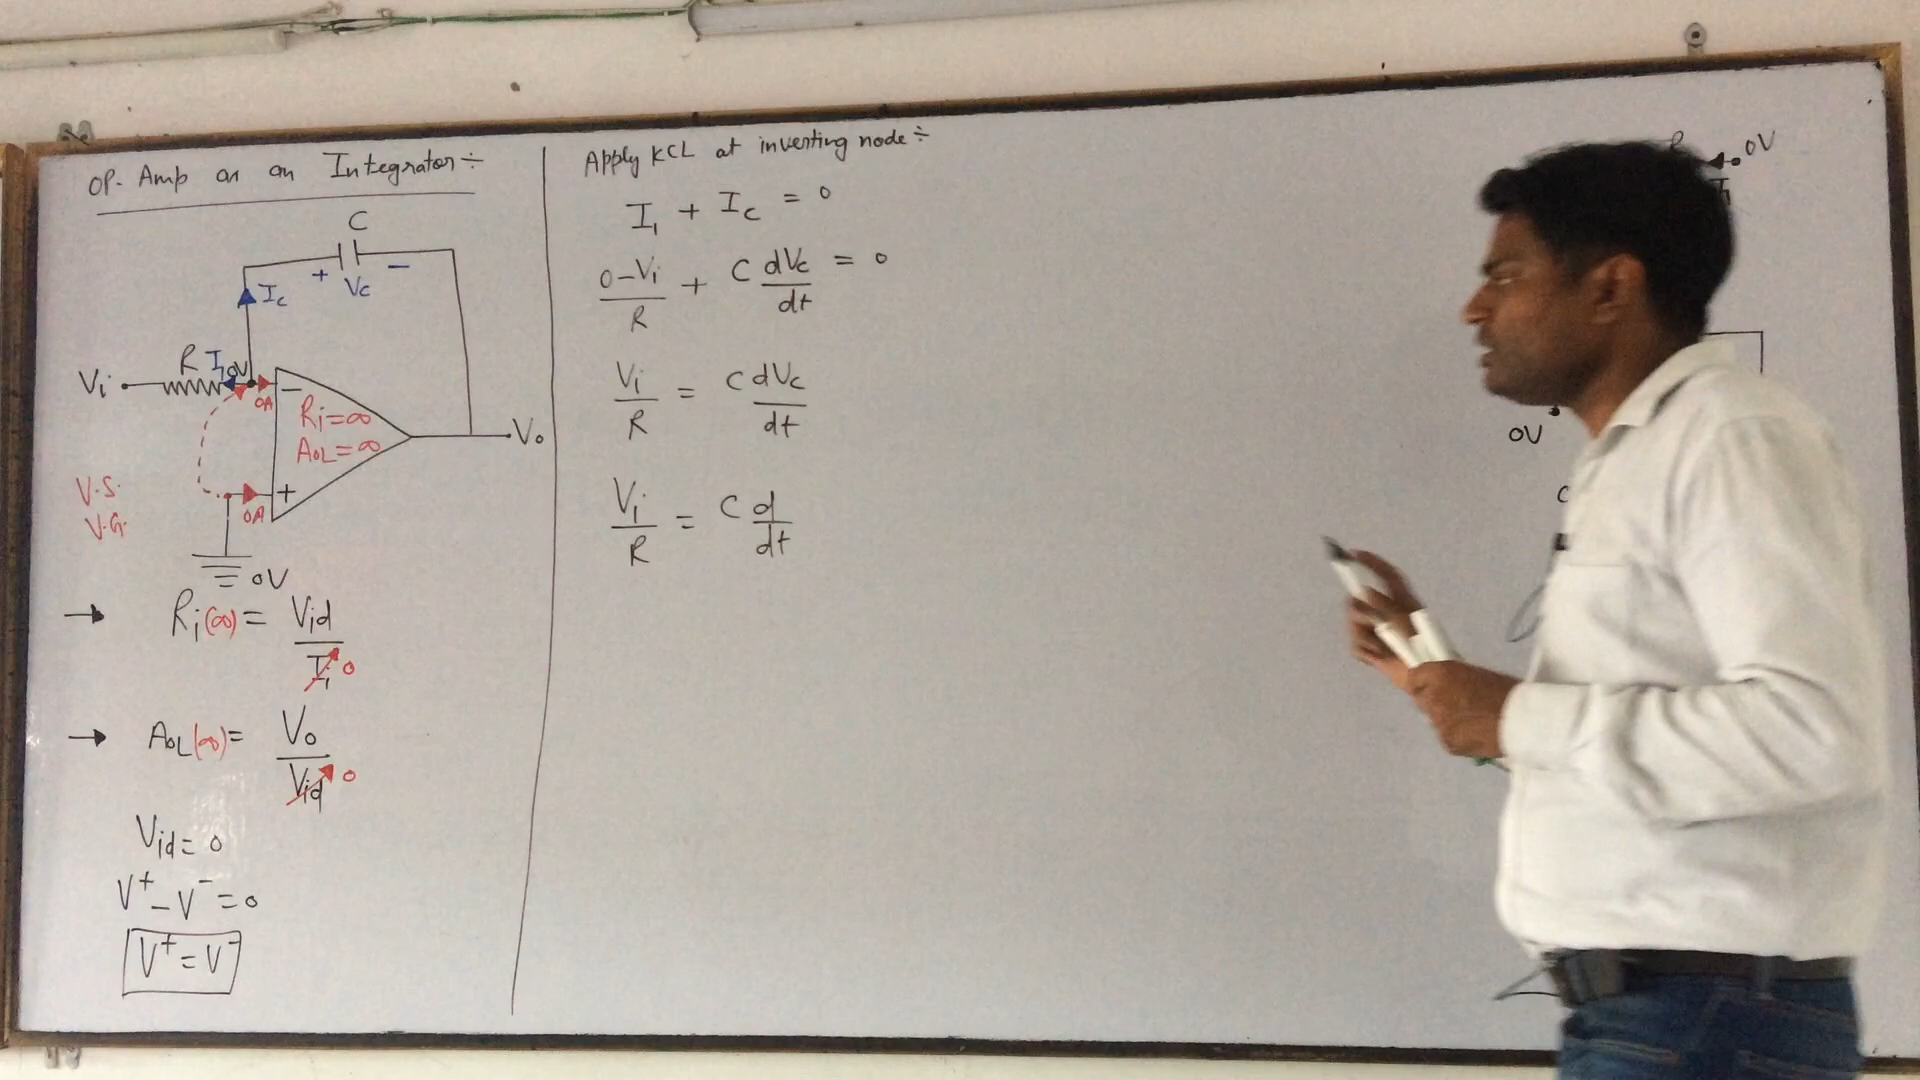 OP-Amp as an Integrator÷
C
+ Vc −
Ic
R I1 0V
Vi
0A
−
Ri=∞
AOL=∞
Vo
V.S.
V.G.
+
0A
0V
→ Ri(∞) = Vid / Ii 0
→ AOL(∞) = Vo / Vid 0
Vid = 0
V+ − V− = 0
V+ = V−
Apply KCL at inverting node÷
I1 + Ic = 0
0−Vi / R + C dVc / dt = 0
Vi / R = C dVc / dt
Vi / R = C d / dt
0V
0V